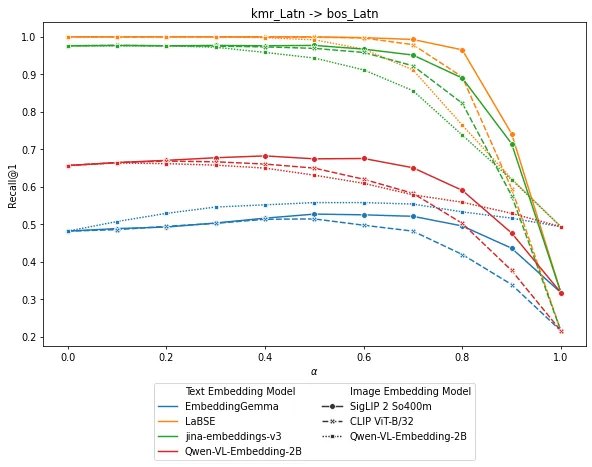 kmr_Latn -> bos_Latn
Recall@1
1.0
0.9
0.8
0.7
0.6
0.5
0.4
0.3
0.2
0.0 0.2 0.4 0.6 0.8 1.0
α
Text Embedding Model Image Embedding Model
EmbeddingGemma SigLIP 2 So400m
LaBSE CLIP ViT-B/32
jina-embeddings-v3 Qwen-VL-Embedding-2B
Qwen-VL-Embedding-2B